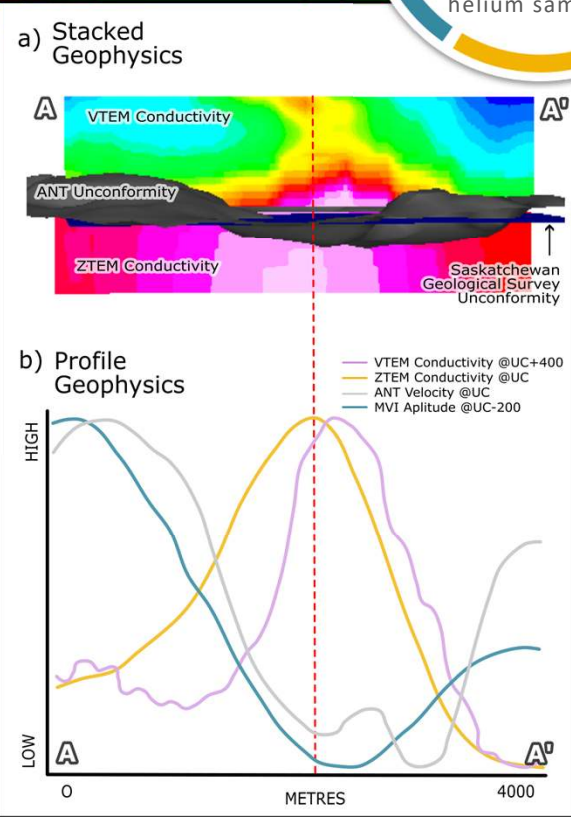 helium sam
a) Stacked
Geophysics
A
A'
VTEM Conductivity
ANT Unconformity
ZTEM Conductivity
Saskatchewan
Geological Survey
Unconformity
b) Profile
Geophysics
VTEM Conductivity @UC+400
ZTEM Conductivity @UC
ANT Velocity @UC
MVI Aplitude @UC-200
HIGH
LOW
A
A'
O
METRES
4000